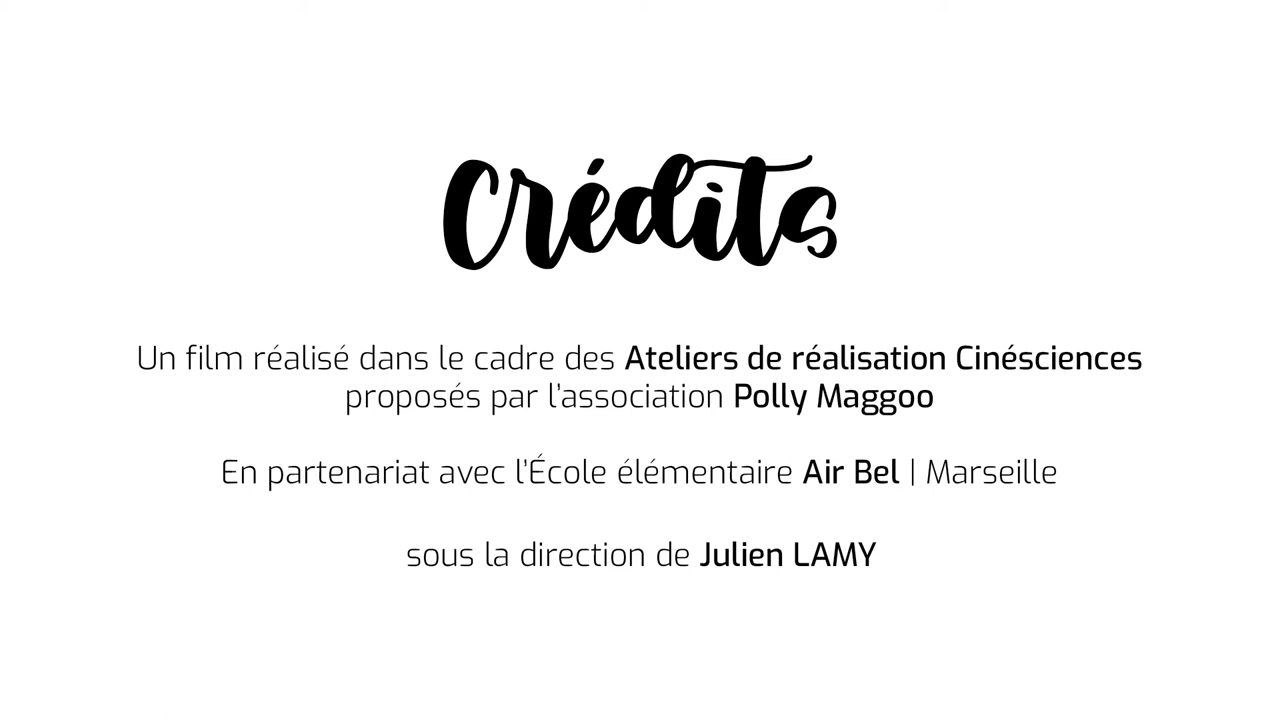 Crédits
Un film réalisé dans le cadre des Ateliers de réalisation Cinésciences
proposés par l'association Polly Maggoo
En partenariat avec l'École élémentaire Air Bel | Marseille
sous la direction de Julien LAMY